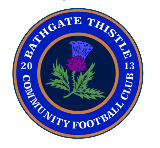 BATHGATE THISTLE
20 13
COMMUNITY FOOTBALL CLUB